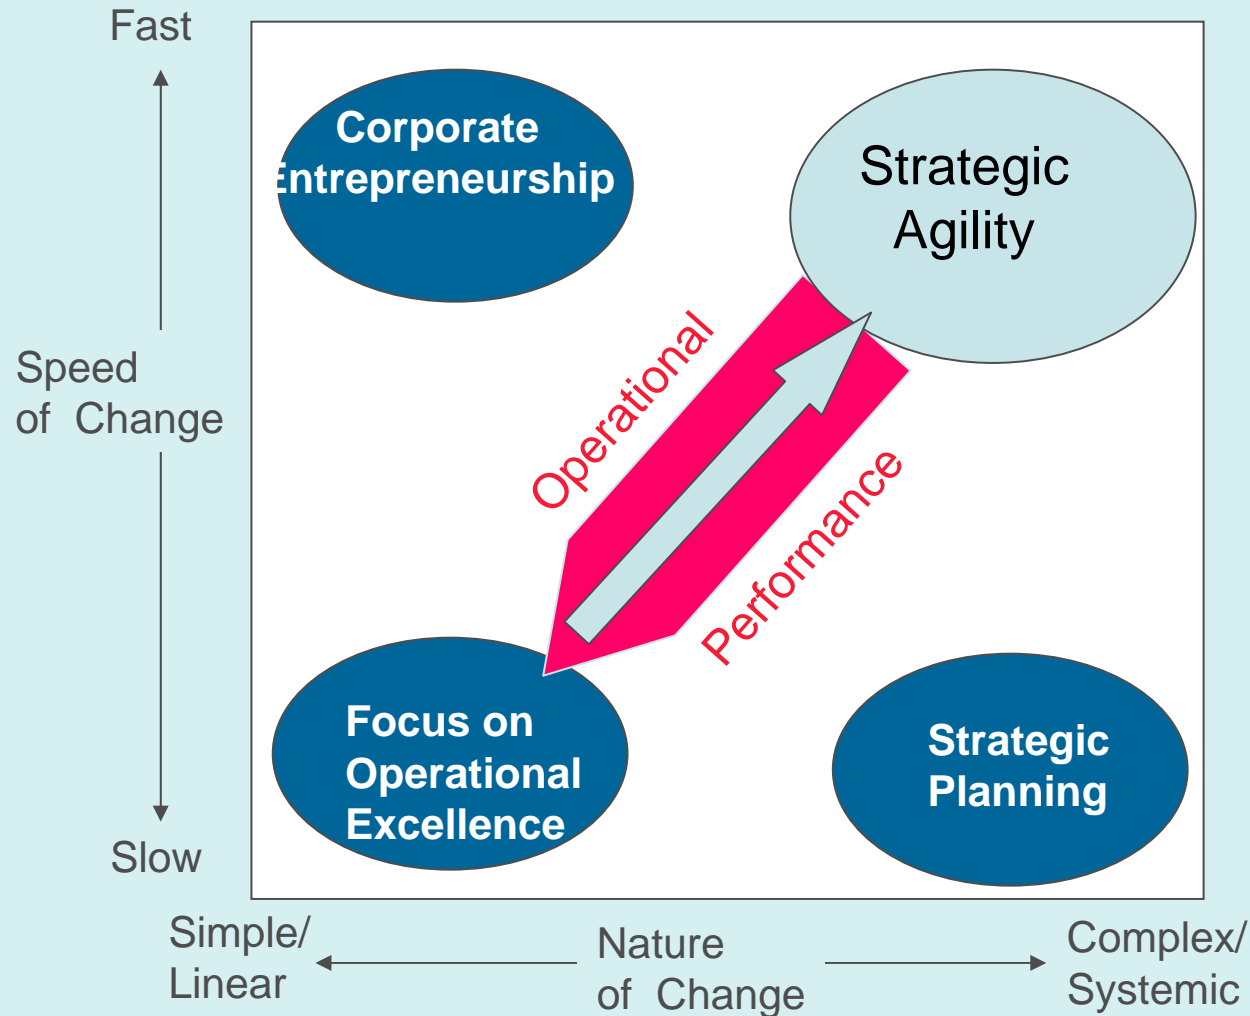 Fast
Corporate
Entrepreneurship
Strategic
Agility
Speed
of Change
Operational
Performance
Focus on
Operational
Excellence
Strategic
Planning
Slow
Simple/
Linear
Nature
of Change
Complex/
Systemic